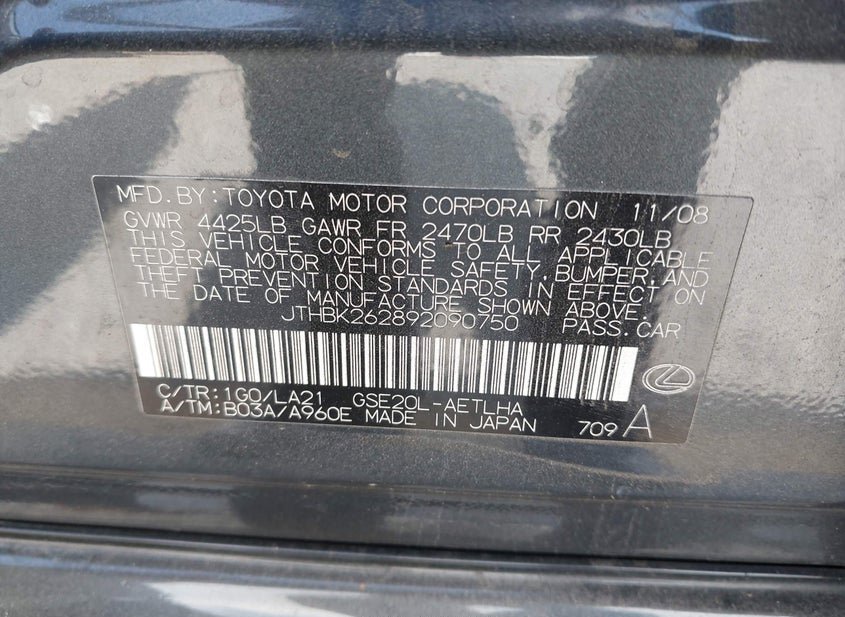 MFD. BY: TOYOTA MOTOR CORPORATION 11/08
GVWR 4425LB GAWR FR 2470LB RR 2430LB
THIS VEHICLE CONFORMS TO ALL APPLICABLE
FEDERAL MOTOR VEHICLE SAFETY, BUMPER, AND
THEFT PREVENTION STANDARDS IN EFFECT ON
THE DATE OF MANUFACTURE SHOWN ABOVE.
JTHBK262892090750 PASS. CAR
C/TR: 1G0/LA21 GSE20L-AETLHA
A/TM: B03A/A960E MADE IN JAPAN 709 A